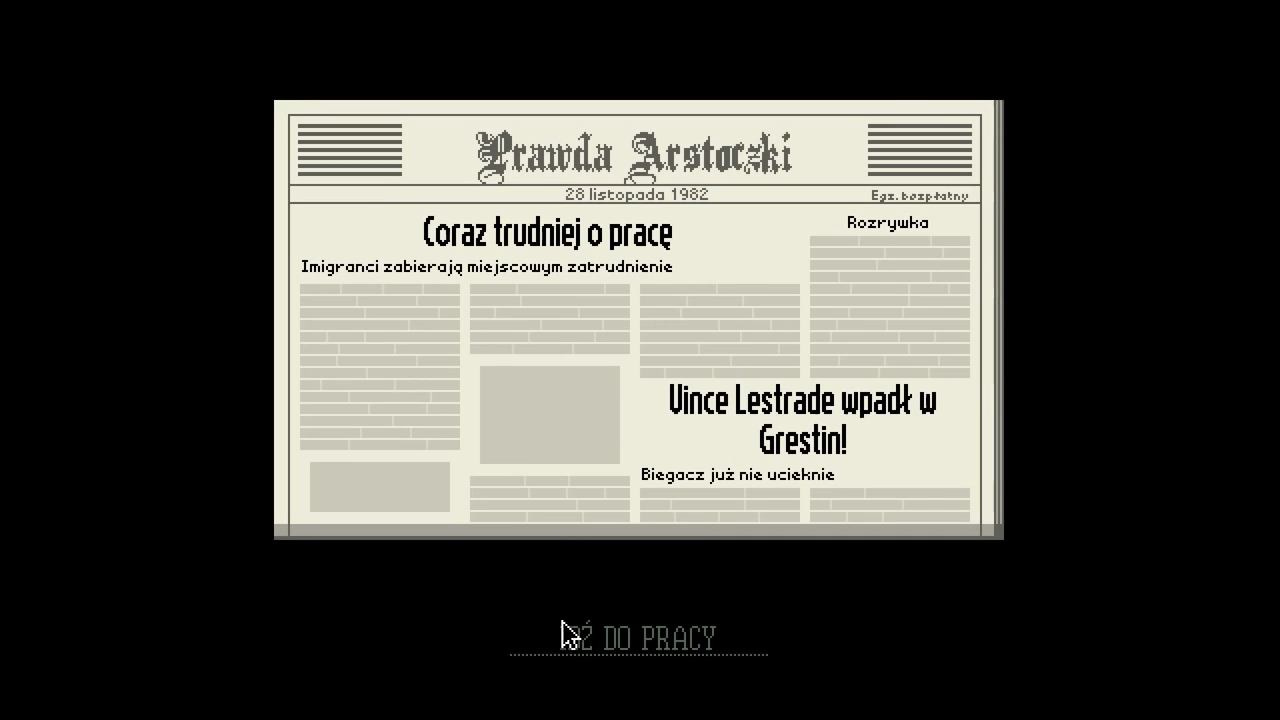 Prawda Arstoczki
28 listopada 1982
Egz. bezpłatny
Coraz trudniej o pracę
Imigranci zabierają miejscowym zatrudnienie
Rozrywka
Vince Lestrade wpadł w
Grestin!
Biegacz już nie ucieknie
DO PRACY